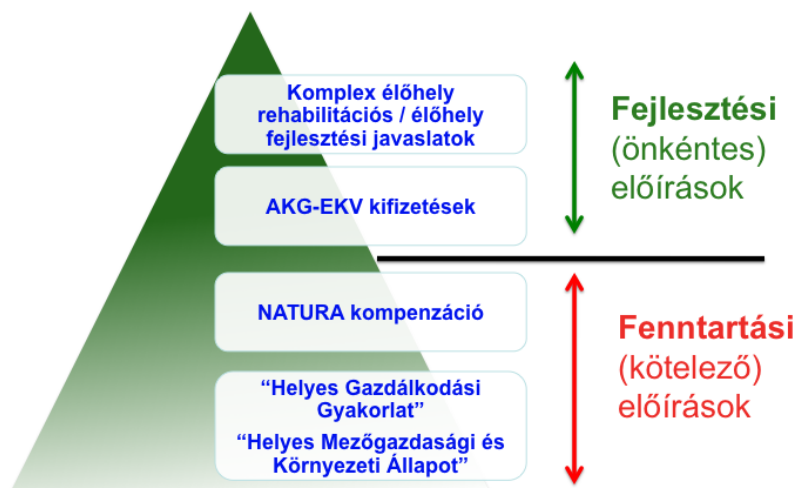 Komplex élőhely
rehabilitációs / élőhely
fejlesztési javaslatok
AKG-EKV kifizetések
Fejlesztési
(önkéntes)
előírások
NATURA kompenzáció
“Helyes Gazdálkodási
Gyakorlat”
“Helyes Mezőgazdasági és
Környezeti Állapot”
Fenntartási
(kötelező)
előírások